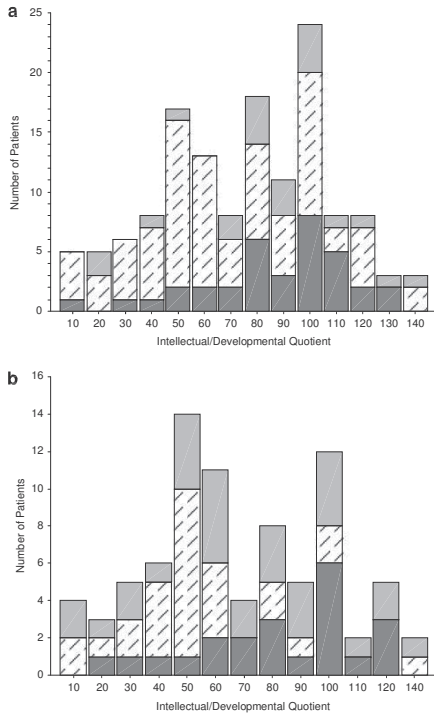 a
25
20
15
10
5
0
Number of Patients
10 20 30 40 50 60 70 80 90 100 110 120 130 140
Intellectual/Developmental Quotient
b
16
14
12
10
8
6
4
2
0
Number of Patients
10 20 30 40 50 60 70 80 90 100 110 120 140
Intellectual/Developmental Quotient